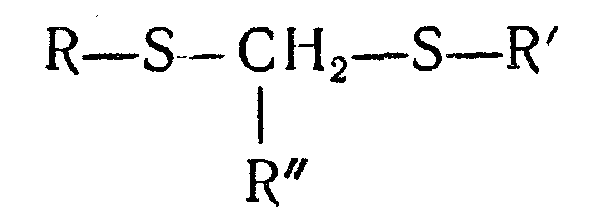 R—S—CH₂—S—R′
|
R″